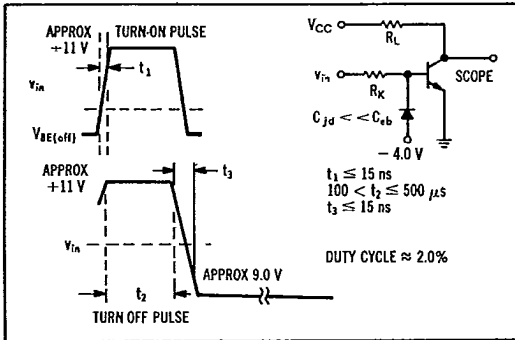 APPROX
+11 V
TURN-ON PULSE
t1
vin
VBE(off)
APPROX
+11 V
t3
vin
APPROX 9.0 V
t2
TURN OFF PULSE
VCC
RL
vin
RK
SCOPE
Cjd << Ceb
- 4.0 V
t1 ≤ 15 ns
100 < t2 ≤ 500 μs
t3 ≤ 15 ns
DUTY CYCLE ≈ 2.0%